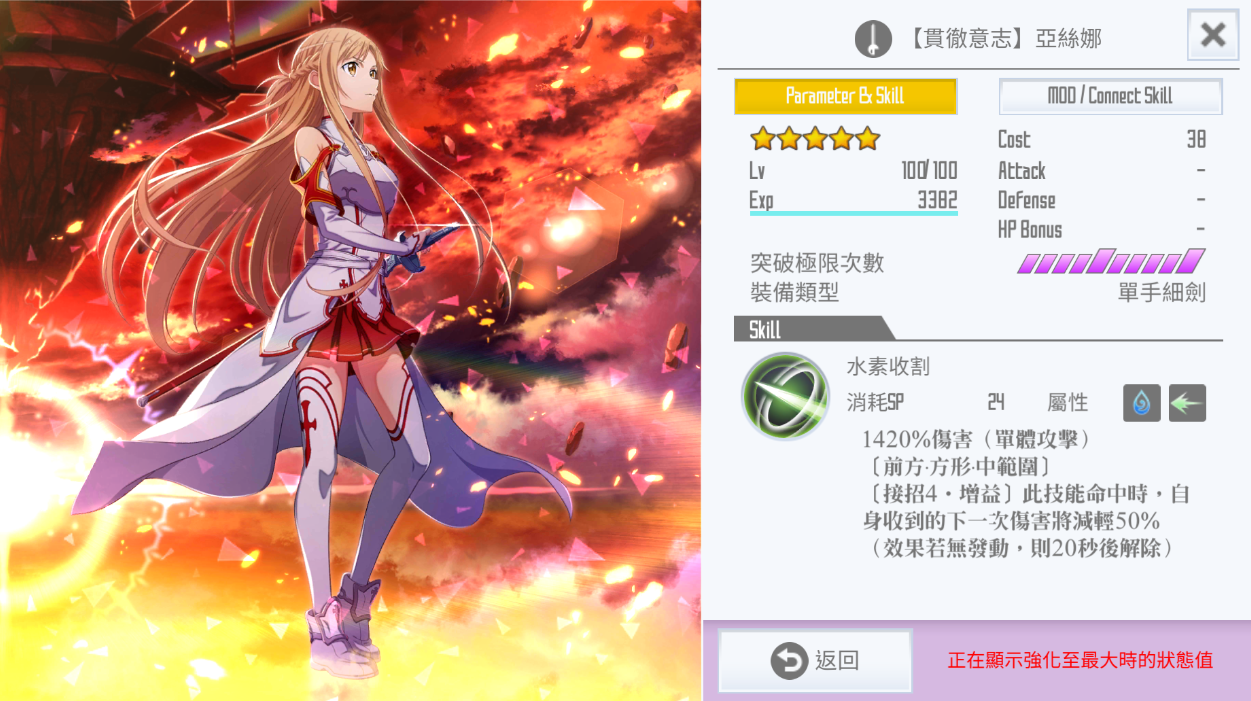 【貫徹意志】亞絲娜
Parameter & Skill
MOD / Connect Skill
Lv 100/100
Exp 3382
Cost 38
Attack -
Defense -
HP Bonus -
突破極限次數
裝備類型 單手細劍
Skill
水素收割
消耗SP 24 屬性
1420%傷害（單體攻擊）
〔前方·方形·中範圍〕
〔接招4・增益〕此技能命中時，自
身收到的下一次傷害將減輕50%
（效果若無發動，則20秒後解除）
返回
正在顯示強化至最大時的狀態值